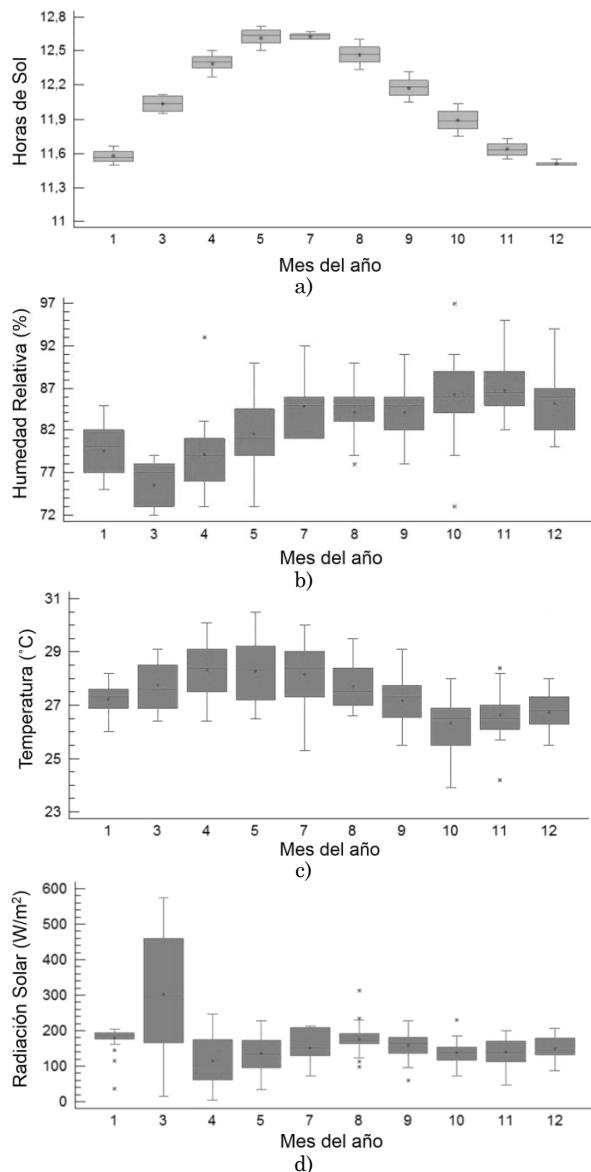 Horas de Sol
12,8
12,5
12,2
11,9
11,6
11,3
11
1 3 4 5 7 8 9 10 11 12
Mes del año
a)
Humedad Relativa (%)
97
92
87
82
77
72
1 3 4 5 7 8 9 10 11 12
Mes del año
b)
Temperatura (°C)
31
29
27
25
23
1 3 4 5 7 8 9 10 11 12
Mes del año
c)
Radiación Solar (W/m²)
600
500
400
300
200
100
0
1 3 4 5 7 8 9 10 11 12
Mes del año
d)